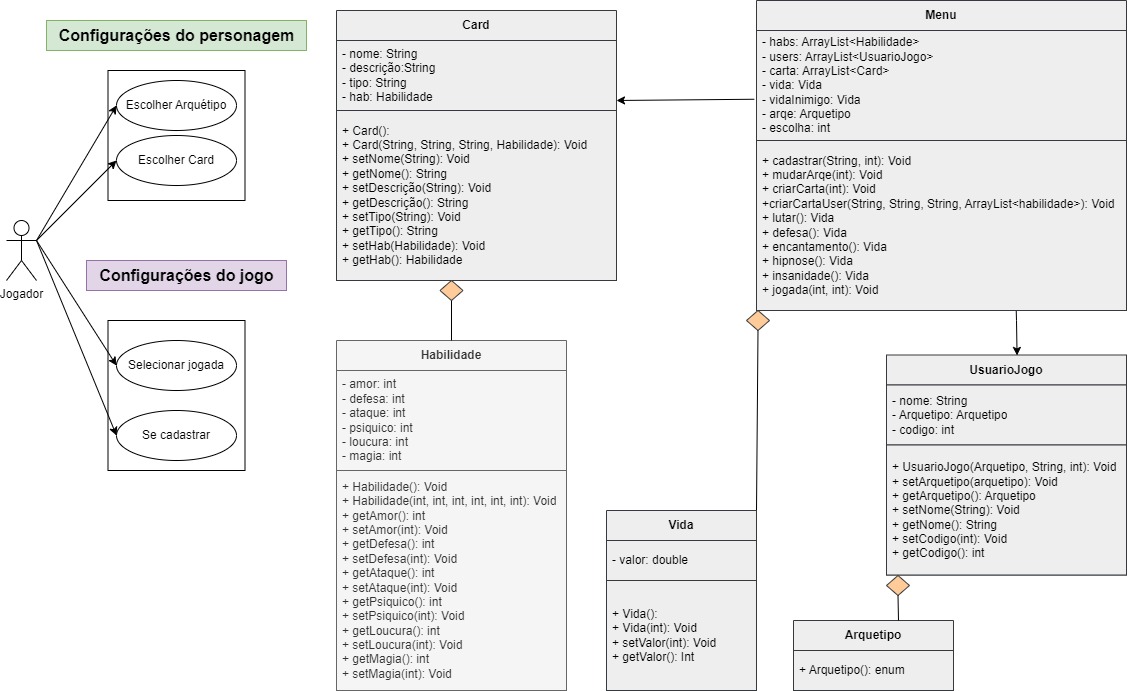 Configurações do personagem
Escolher Arquétipo
Escolher Card
Jogador
Configurações do jogo
Selecionar jogada
Se cadastrar
Card
- nome: String
- descrição:String
- tipo: String
- hab: Habilidade
+ Card():
+ Card(String, String, String, Habilidade): Void
+ setNome(String): Void
+ getNome(): String
+ setDescrição(String): Void
+ getDescrição(): String
+ setTipo(String): Void
+ getTipo(): String
+ setHab(Habilidade): Void
+ getHab(): Habilidade
Habilidade
- amor: int
- defesa: int
- ataque: int
- psiquico: int
- loucura: int
- magia: int
+ Habilidade(): Void
+ Habilidade(int, int, int, int, int, int): Void
+ getAmor(): int
+ setAmor(int): Void
+ getDefesa(): int
+ setDefesa(int): Void
+ getAtaque(): int
+ setAtaque(int): Void
+ getPsiquico(): int
+ setPsiquico(int): Void
+ getLoucura(): int
+ setLoucura(int): Void
+ getMagia(): int
+ setMagia(int): Void
Menu
- habs: ArrayList<Habilidade>
- users: ArrayList<UsuarioJogo>
- carta: ArrayList<Card>
- vida: Vida
- vidaInimigo: Vida
- arqe: Arquetipo
- escolha: int
+ cadastrar(String, int): Void
+ mudarArqe(int): Void
+ criarCarta(int): Void
+criarCartaUser(String, String, String, ArrayList<habilidade>): Void
+ lutar(): Vida
+ defesa(): Vida
+ encantamento(): Vida
+ hipnose(): Vida
+ insanidade(): Vida
+ jogada(int, int): Void
Vida
- valor: double
+ Vida():
+ Vida(int): Void
+ setValor(int): Void
+ getValor(): Int
UsuarioJogo
- nome: String
- Arquetipo: Arquetipo
- codigo: int
+ UsuarioJogo(Arquetipo, String, int): Void
+ setArquetipo(arquetipo): Void
+ getArquetipo(): Arquetipo
+ setNome(String): Void
+ getNome(): String
+ setCodigo(int): Void
+ getCodigo(): int
Arquetipo
+ Arquetipo(): enum